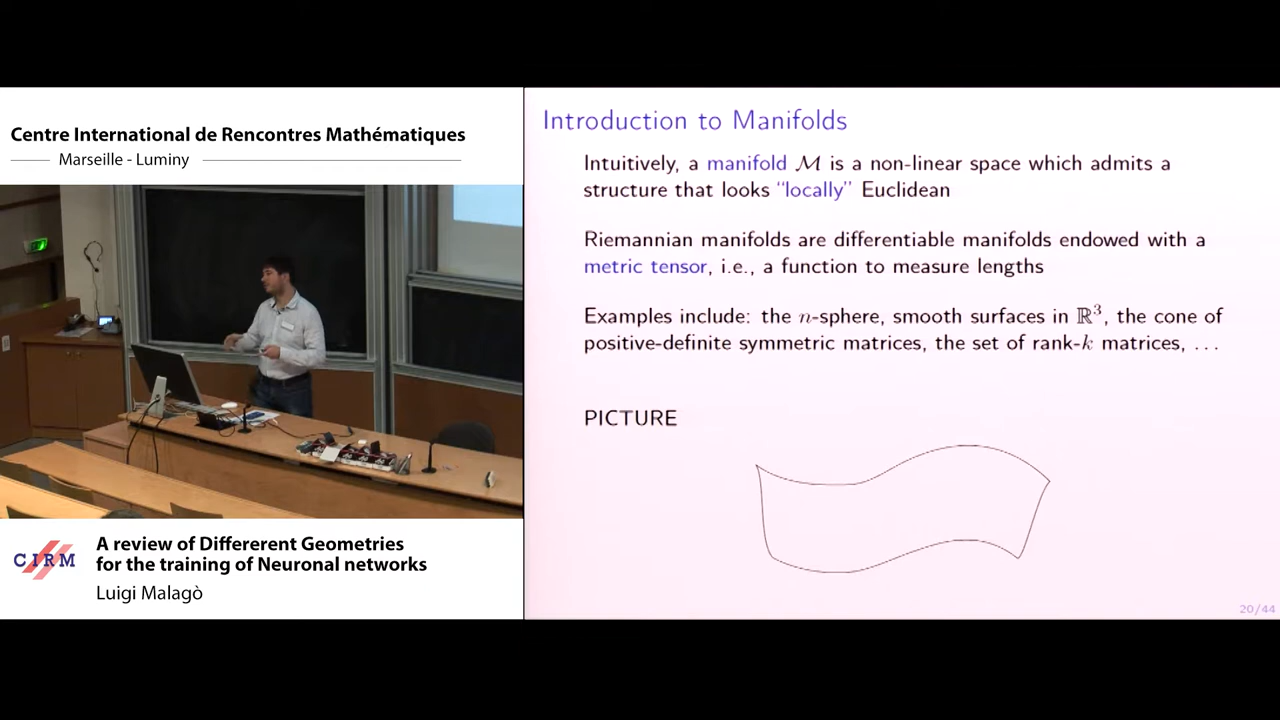 Centre International de Rencontres Mathématiques
Marseille - Luminy
CIRM
A review of Differerent Geometries
for the training of Neuronal networks
Luigi Malagò
Introduction to Manifolds
Intuitively, a manifold ℳ is a non-linear space which admits a
structure that looks “locally” Euclidean
Riemannian manifolds are differentiable manifolds endowed with a
metric tensor, i.e., a function to measure lengths
Examples include: the n-sphere, smooth surfaces in ℝ³, the cone of
positive-definite symmetric matrices, the set of rank-k matrices, ...
PICTURE
20/44